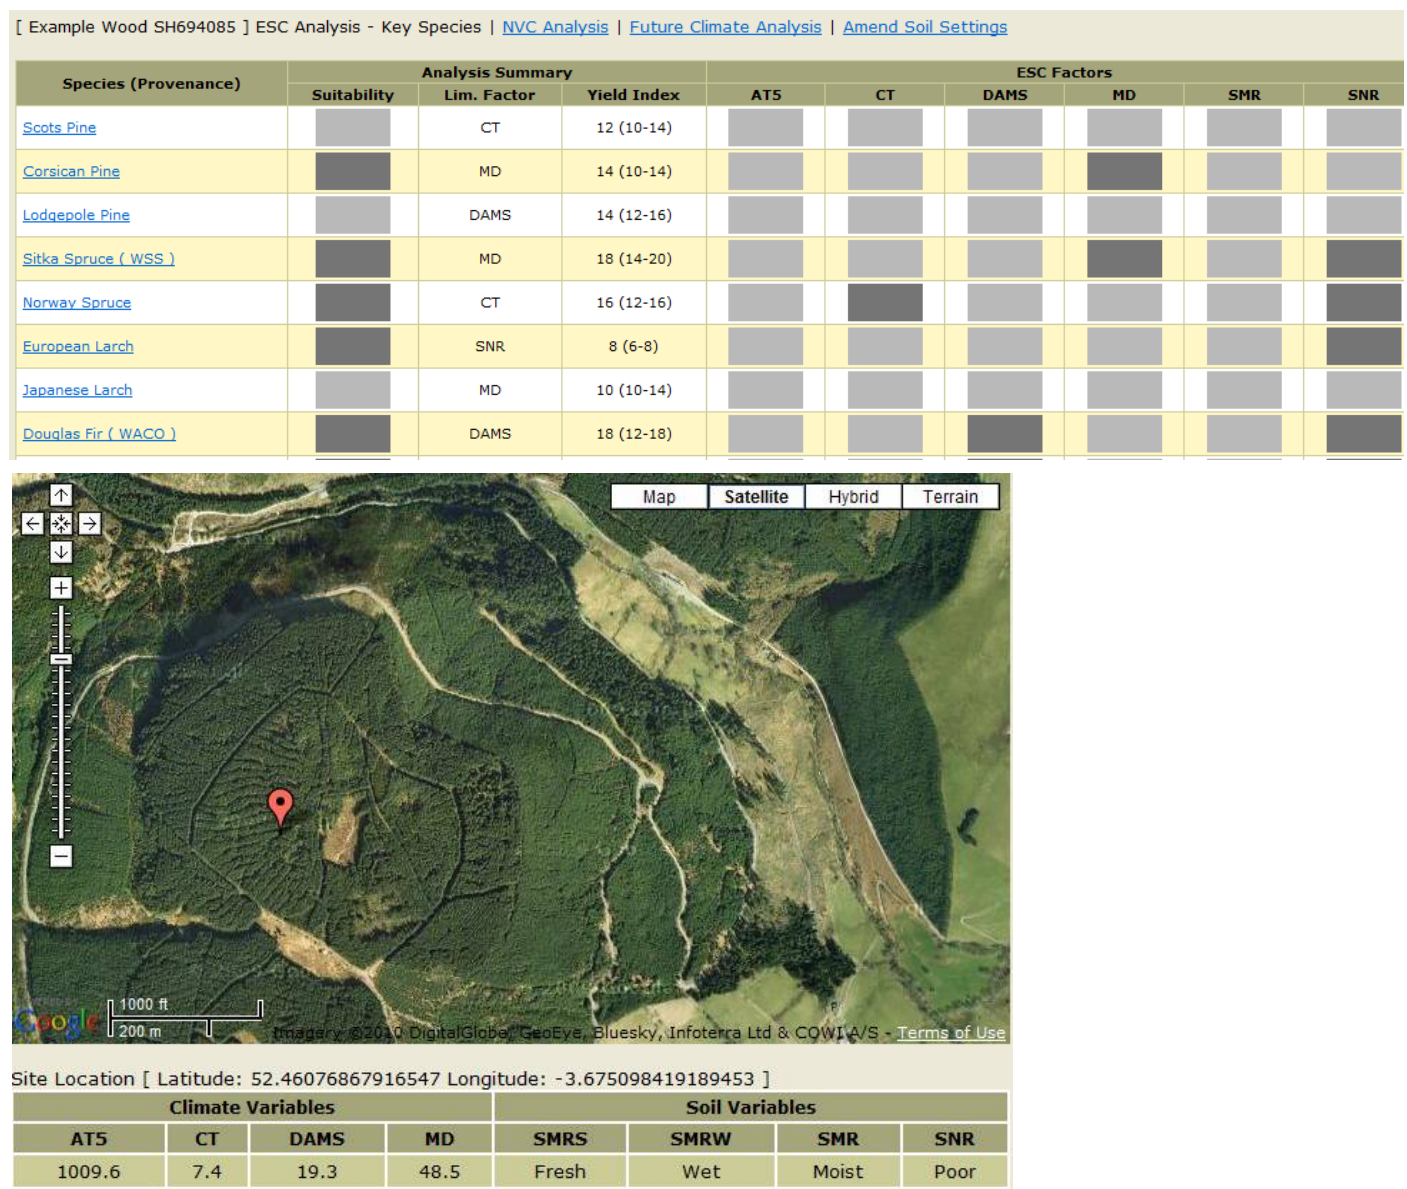 [ Example Wood SH694085 ] ESC Analysis - Key Species | NVC Analysis | Future Climate Analysis | Amend Soil Settings
Species (Provenance) Analysis Summary ESC Factors
Suitability Lim. Factor Yield Index AT5 CT DAMS MD SMR SNR
Scots Pine CT 12 (10-14)
Corsican Pine MD 14 (10-14)
Lodgepole Pine DAMS 14 (12-16)
Sitka Spruce ( WSS ) MD 18 (14-20)
Norway Spruce CT 16 (12-16)
European Larch SNR 8 (6-8)
Japanese Larch MD 10 (10-14)
Douglas Fir ( WACO ) DAMS 18 (12-18)
Map Satellite Hybrid Terrain
1000 ft
200 m
Google
Imagery ©2010 DigitalGlobe, GeoEye, Bluesky, Infoterra Ltd & COWI A/S - Terms of Use
Site Location [ Latitude: 52.46076867916547 Longitude: -3.675098419189453 ]
Climate Variables Soil Variables
AT5 CT DAMS MD SMRS SMRW SMR SNR
1009.6 7.4 19.3 48.5 Fresh Wet Moist Poor